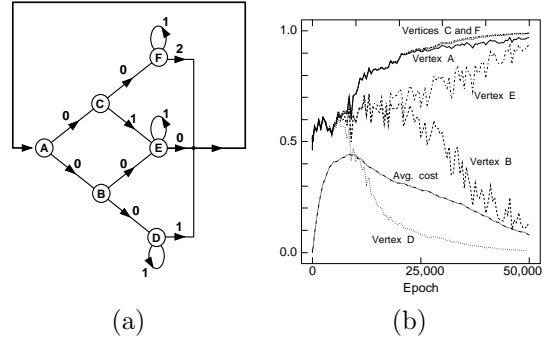 1
F
2
0
C
0
1
1
A
E
0
0
0
B
0
D
1
1
(a)
1.0
0.5
0.0
Vertices C and F
Vertex A
Vertex E
Vertex B
Avg. cost
Vertex D
0
25,000
50,000
Epoch
(b)